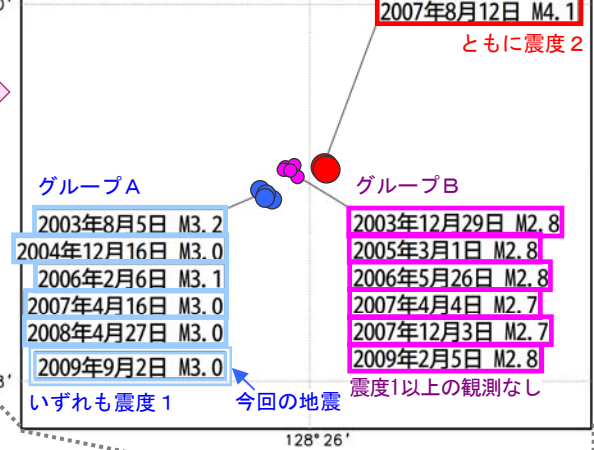 2007年8月12日 M4.1
ともに震度２
グループＡ
2003年8月5日 M3.2
2004年12月16日 M3.0
2006年2月6日 M3.1
2007年4月16日 M3.0
2008年4月27日 M3.0
2009年9月2日 M3.0
いずれも震度１
今回の地震
グループＢ
2003年12月29日 M2.8
2005年3月1日 M2.8
2006年5月26日 M2.8
2007年4月4日 M2.7
2007年12月3日 M2.7
2009年2月5日 M2.8
震度1以上の観測なし
128°26′